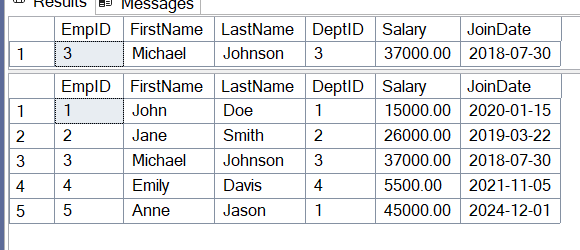 Results Messages
EmpID FirstName LastName DeptID Salary JoinDate
1 3 Michael Johnson 3 37000.00 2018-07-30
EmpID FirstName LastName DeptID Salary JoinDate
1 1 John Doe 1 15000.00 2020-01-15
2 2 Jane Smith 2 26000.00 2019-03-22
3 3 Michael Johnson 3 37000.00 2018-07-30
4 4 Emily Davis 4 5500.00 2021-11-05
5 5 Anne Jason 1 45000.00 2024-12-01